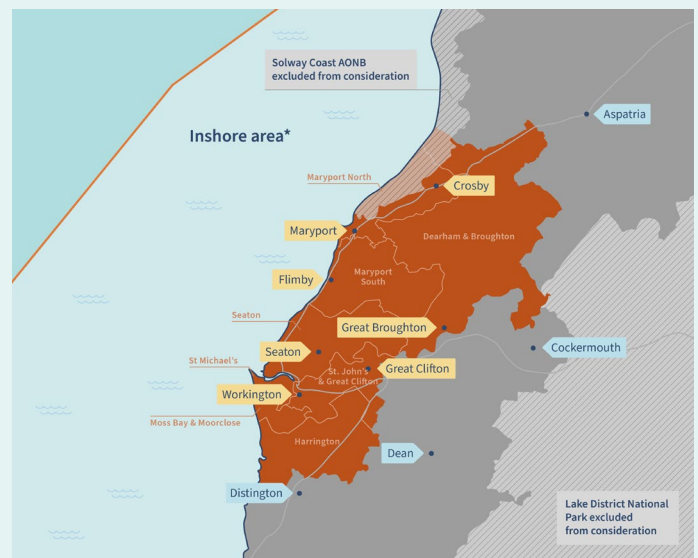 Solway Coast AONB
excluded from consideration
Aspatria
Inshore area*
Maryport North
Crosby
Maryport
Dearham & Broughton
Flimby
Maryport
South
Seaton
Great Broughton
Seaton
Cockermouth
St Michael's
Great Clifton
St. John's
& Great Clifton
Workington
Moss Bay & Moorclose
Harrington
Dean
Distington
Lake District National
Park excluded
from consideration